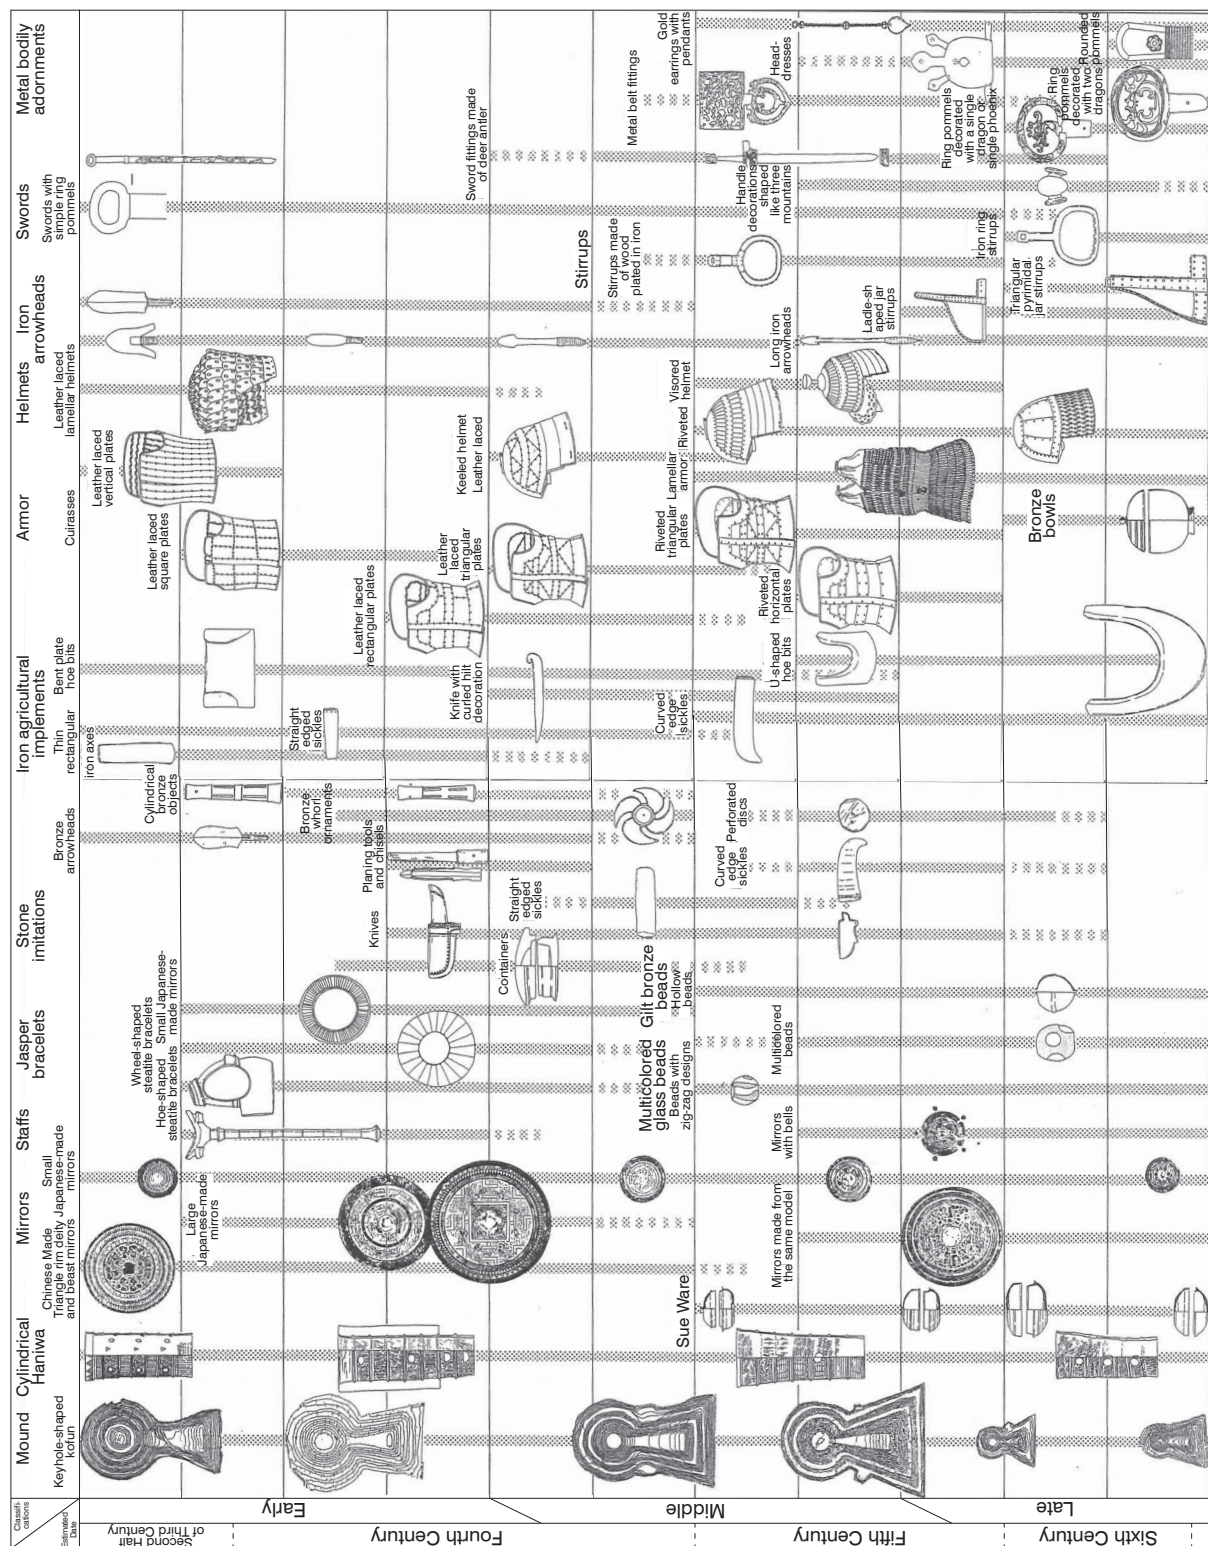 Classifi-
cations
Estimated
Date
Mound
Keyhole-shaped
kofun
Cylindrical
Haniwa
Mirrors
Chinese Made
Triangle rim deity
and beast mirrors
Small
Japanese-made
mirrors
Large
Japanese-made
mirrors
Staffs
Jasper
bracelets
Hoe-shaped
steatite bracelets
Wheel-shaped
steatite bracelets
Small Japanese-
made mirrors
Stone
imitations
Bronze
arrowheads
Cylindrical
bronze
objects
Iron agricultural
implements
Thin
rectangular
iron axes
Bent plate
hoe bits
Armor
Cuirasses
Leather laced
square plates
Leather laced
vertical plates
Helmets
Leather laced
lamellar helmets
Iron
arrowheads
Swords
Swords with
simple ring
pommels
Metal bodily
adornments
Bronze
whorl
ornaments
Straight
edged
sickles
Knives
Planing tools
and chisels
Leather laced
rectangular plates
Containers
Straight
edged
sickles
Knife with
curled hilt
decoration
Leather
laced
triangular
plates
Keeled helmet
Leather laced
Sword fittings made
of deer antler
Stirrups
Stirrups made
of wood
plated in iron
Metal belt fittings
Gold
earrings with
pendants
Sue Ware
Multicolored
glass beads
Beads with
zig-zag designs
Gilt bronze
beads
Hollow
beads
Curved
edge
sickles
Curved
edge
sickles
Perforated
discs
Riveted
triangular
plates
Lamellar
armor
Riveted
Visored
helmet
Mirrors made from
the same model
Mirrors
with bells
Multicolored
beads
U-shaped
hoe bits
Riveted
horizontal
plates
Long iron
arrowheads
Handle
decorations
shaped
like three
mountains
Head-
dresses
Ladle-sh
aped jar
stirrups
Iron ring
stirrups
Ring pommels
decorated
with a single
dragon or
single phoenix
Bronze
bowls
Triangular
pyrimidal
jar stirrups
Ring
pommels
decorated
with two
dragons
Rounded
pommels
Early
Middle
Late
Second Half
of Third Century
Fourth Century
Fifth Century
Sixth Century